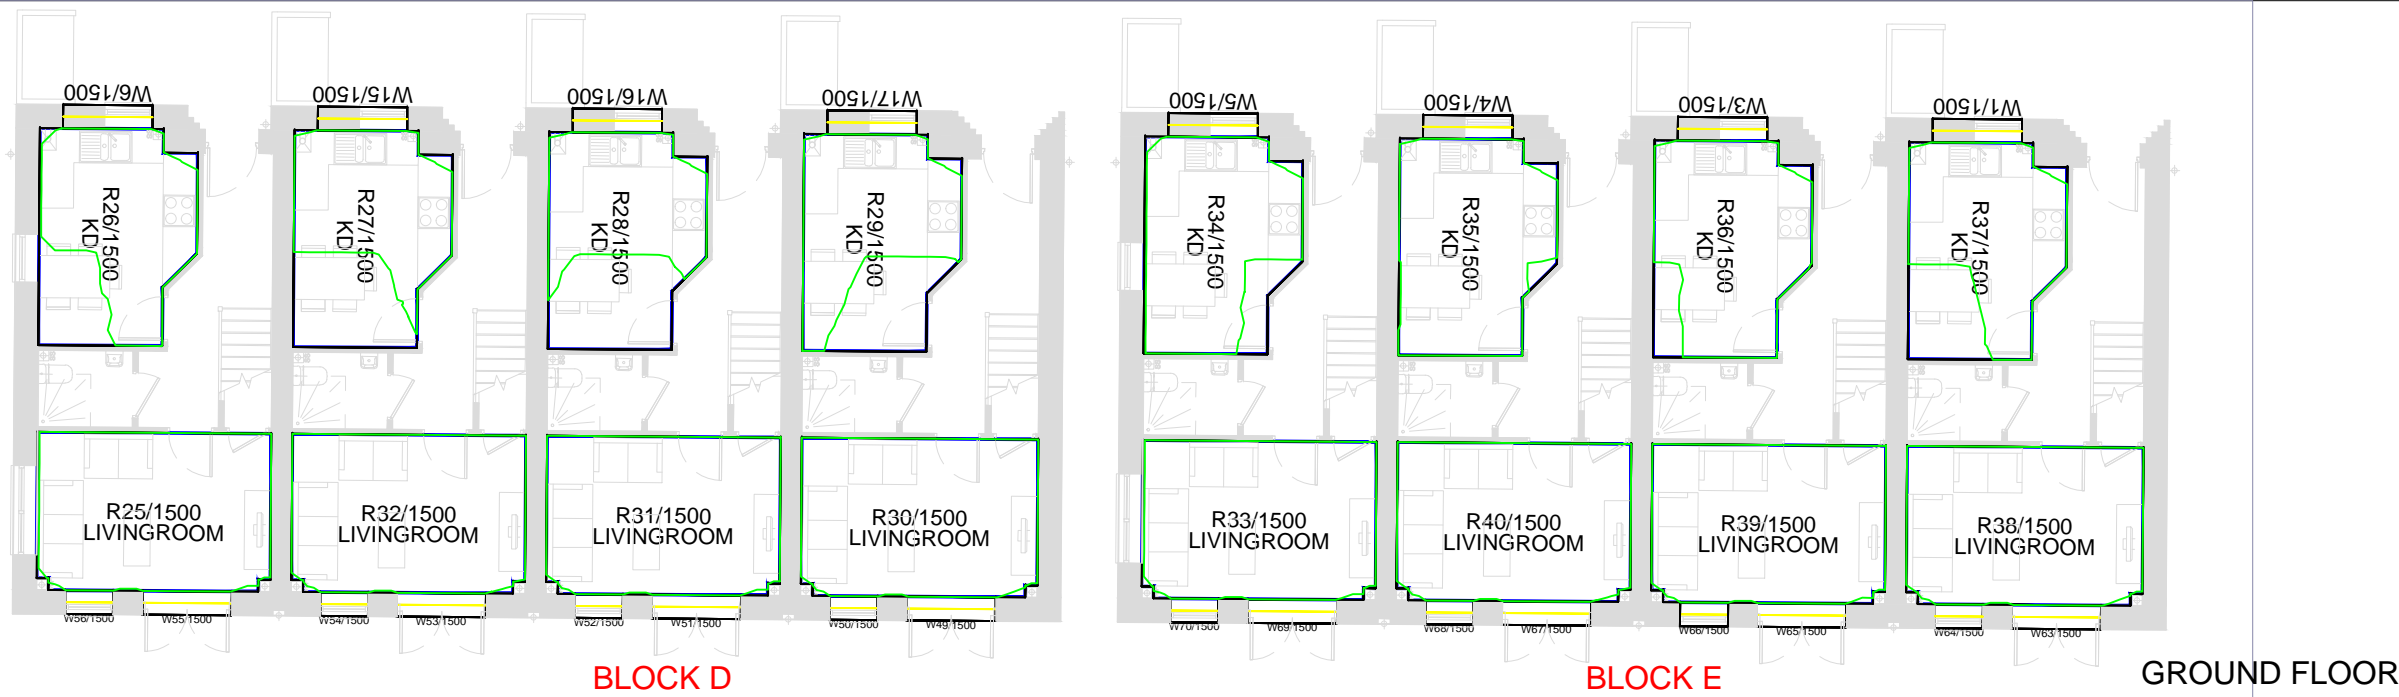 W6/1500
W15/1500
W16/1500
W17/1500
W5/1500
W4/1500
W3/1500
W1/1500
R26/1500
KD
R27/1500
KD
R28/1500
KD
R29/1500
KD
R34/1500
KD
R35/1500
KD
R36/1500
KD
R37/1500
KD
R25/1500
LIVINGROOM
R32/1500
LIVINGROOM
R31/1500
LIVINGROOM
R30/1500
LIVINGROOM
R33/1500
LIVINGROOM
R40/1500
LIVINGROOM
R39/1500
LIVINGROOM
R38/1500
LIVINGROOM
W56/1500
W55/1500
W54/1500
W53/1500
W52/1500
W51/1500
W50/1500
W49/1500
W70/1500
W69/1500
W68/1500
W67/1500
W66/1500
W65/1500
W64/1500
W63/1500
BLOCK D
BLOCK E
GROUND FLOOR